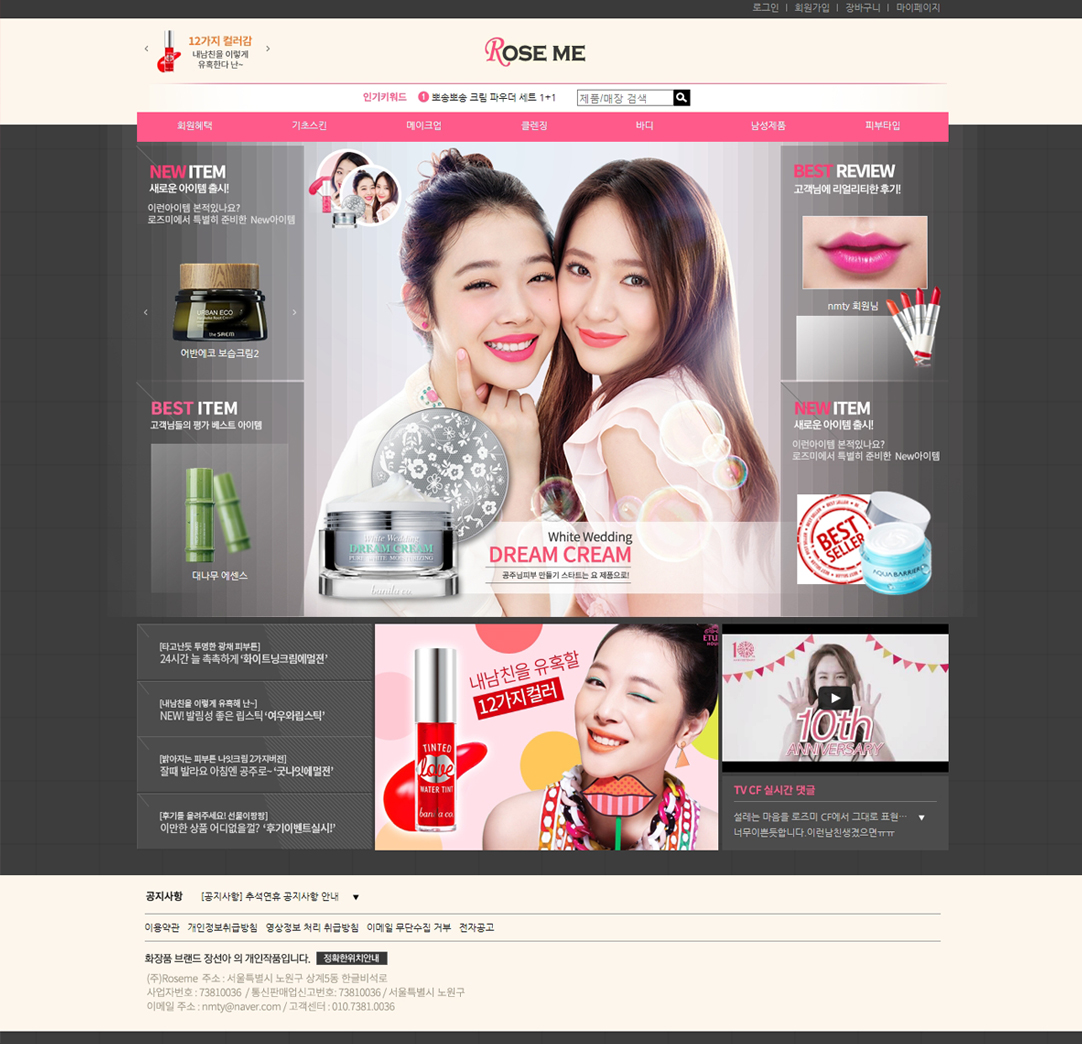 로그인 | 회원가입 | 장바구니 | 마이페이지
12가지 컬러감
내남친을 이렇게
유혹한다 난~
ROSE ME
인기키워드 1 뽀송뽀송 크림 파우더 세트 1+1
제품/매장 검색
회원혜택 기초스킨 메이크업 클렌징 바디 남성제품 피부타입
NEW ITEM
새로운 아이템 출시!
이런아이템 본적있나요?
로즈미에서 특별히 준비한 New아이템
URBAN ECO
the SAEM
어반에코 보습크림2
BEST ITEM
고객님들의 평가 베스트 아이템
대나무 에센스
White Wedding
DREAM CREAM
PURE WHITE MOISTURIZING
banila co.
White Wedding
DREAM CREAM
공주님피부 만들기 스타트는 요 제품으로!
BEST REVIEW
고객님에 리얼리티한 후기!
nmty 회원님
NEW ITEM
새로운 아이템 출시!
이런아이템 본적있나요?
로즈미에서 특별히 준비한 New아이템
BEST SELLER
AQUA BARRIER
[타고난듯 투명한 광채 피부톤]
24시간 늘 촉촉하게 ‘화이트닝크림에멀젼’
[내남친을 이렇게 유혹해 난~]
NEW! 발림성 좋은 립스틱 ‘여우와립스틱’
[밝아지는 피부톤 나잇크림 2가지버전]
잘때 발라요 아침엔 공주로~ ‘굿나잇에멀젼’
[후기를 올려주세요! 선물이팡팡]
이만한 상품 어디없을껄? ‘후기이벤트실시!’
내남친을 유혹할
12가지컬러
TINTED
love
WATER TINT
banila co.
10th
ANNIVERSARY
TV CF 실시간 댓글
설레는 마음을 로즈미 CF에서 그대로 표현… ▼
너무이쁜듯합니다.이런남친생겼으면ㅠㅠ
공지사항 [공지사항] 추석연휴 공지사항 안내 ▼
이용약관 개인정보취급방침 영상정보 처리 취급방침 이메일 무단수집 거부 전자공고
화장품 브랜드 장선아 의 개인작품입니다. 정확한위치안내
(주)Roseme 주소 : 서울특별시 노원구 상계5동 한글비석로
사업자번호 : 73810036 / 통신판매업신고번호: 73810036 / 서울특별시 노원구
이메일 주소 : nmty@naver.com / 고객센터 : 010.7381.0036